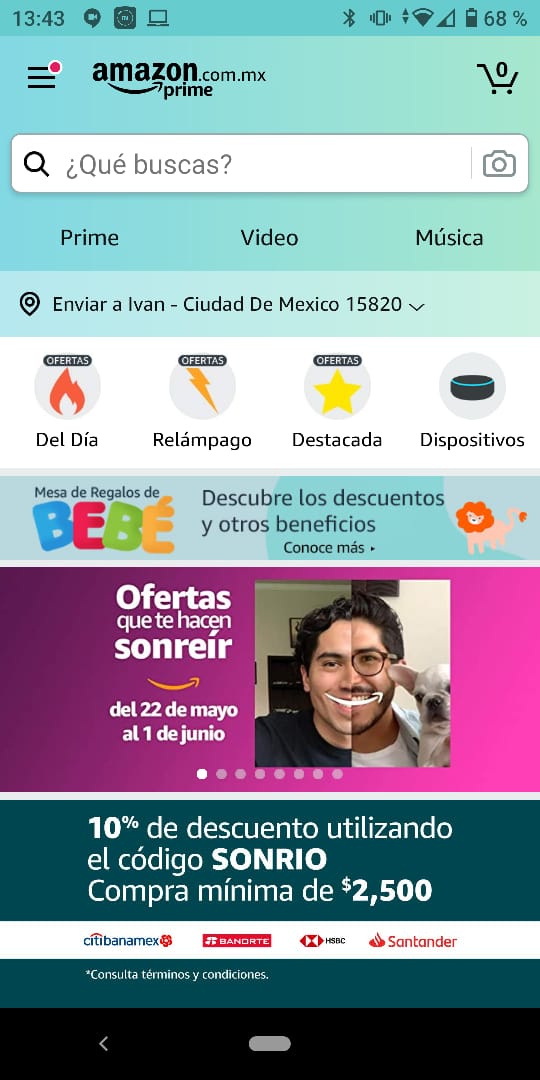 13:43
68 %
amazon.com.mx
prime
0
¿Qué buscas?
Prime Video Música
Enviar a Ivan - Ciudad De Mexico 15820
OFERTAS OFERTAS OFERTAS
Del Día Relámpago Destacada Dispositivos
Mesa de Regalos de
BEBÉ
Descubre los descuentos
y otros beneficios
Conoce más
Ofertas
que te hacen
sonreír
del 22 de mayo
al 1 de junio
10% de descuento utilizando
el código SONRIO
Compra mínima de $2,500
citibanamex BANORTE HSBC Santander
*Consulta términos y condiciones.